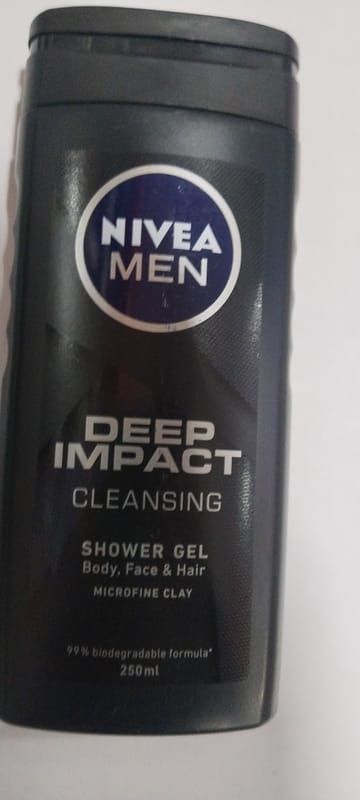 NIVEA
MEN
DEEP
IMPACT
CLEANSING
SHOWER GEL
Body, Face & Hair
MICROFINE CLAY
99% biodegradable formula*
250ml